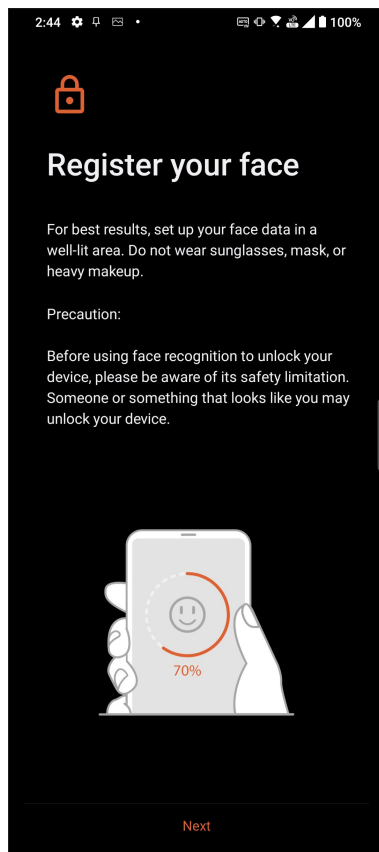 2:44
100%
Register your face
For best results, set up your face data in a
well-lit area. Do not wear sunglasses, mask, or
heavy makeup.
Precaution:
Before using face recognition to unlock your
device, please be aware of its safety limitation.
Someone or something that looks like you may
unlock your device.
70%
Next